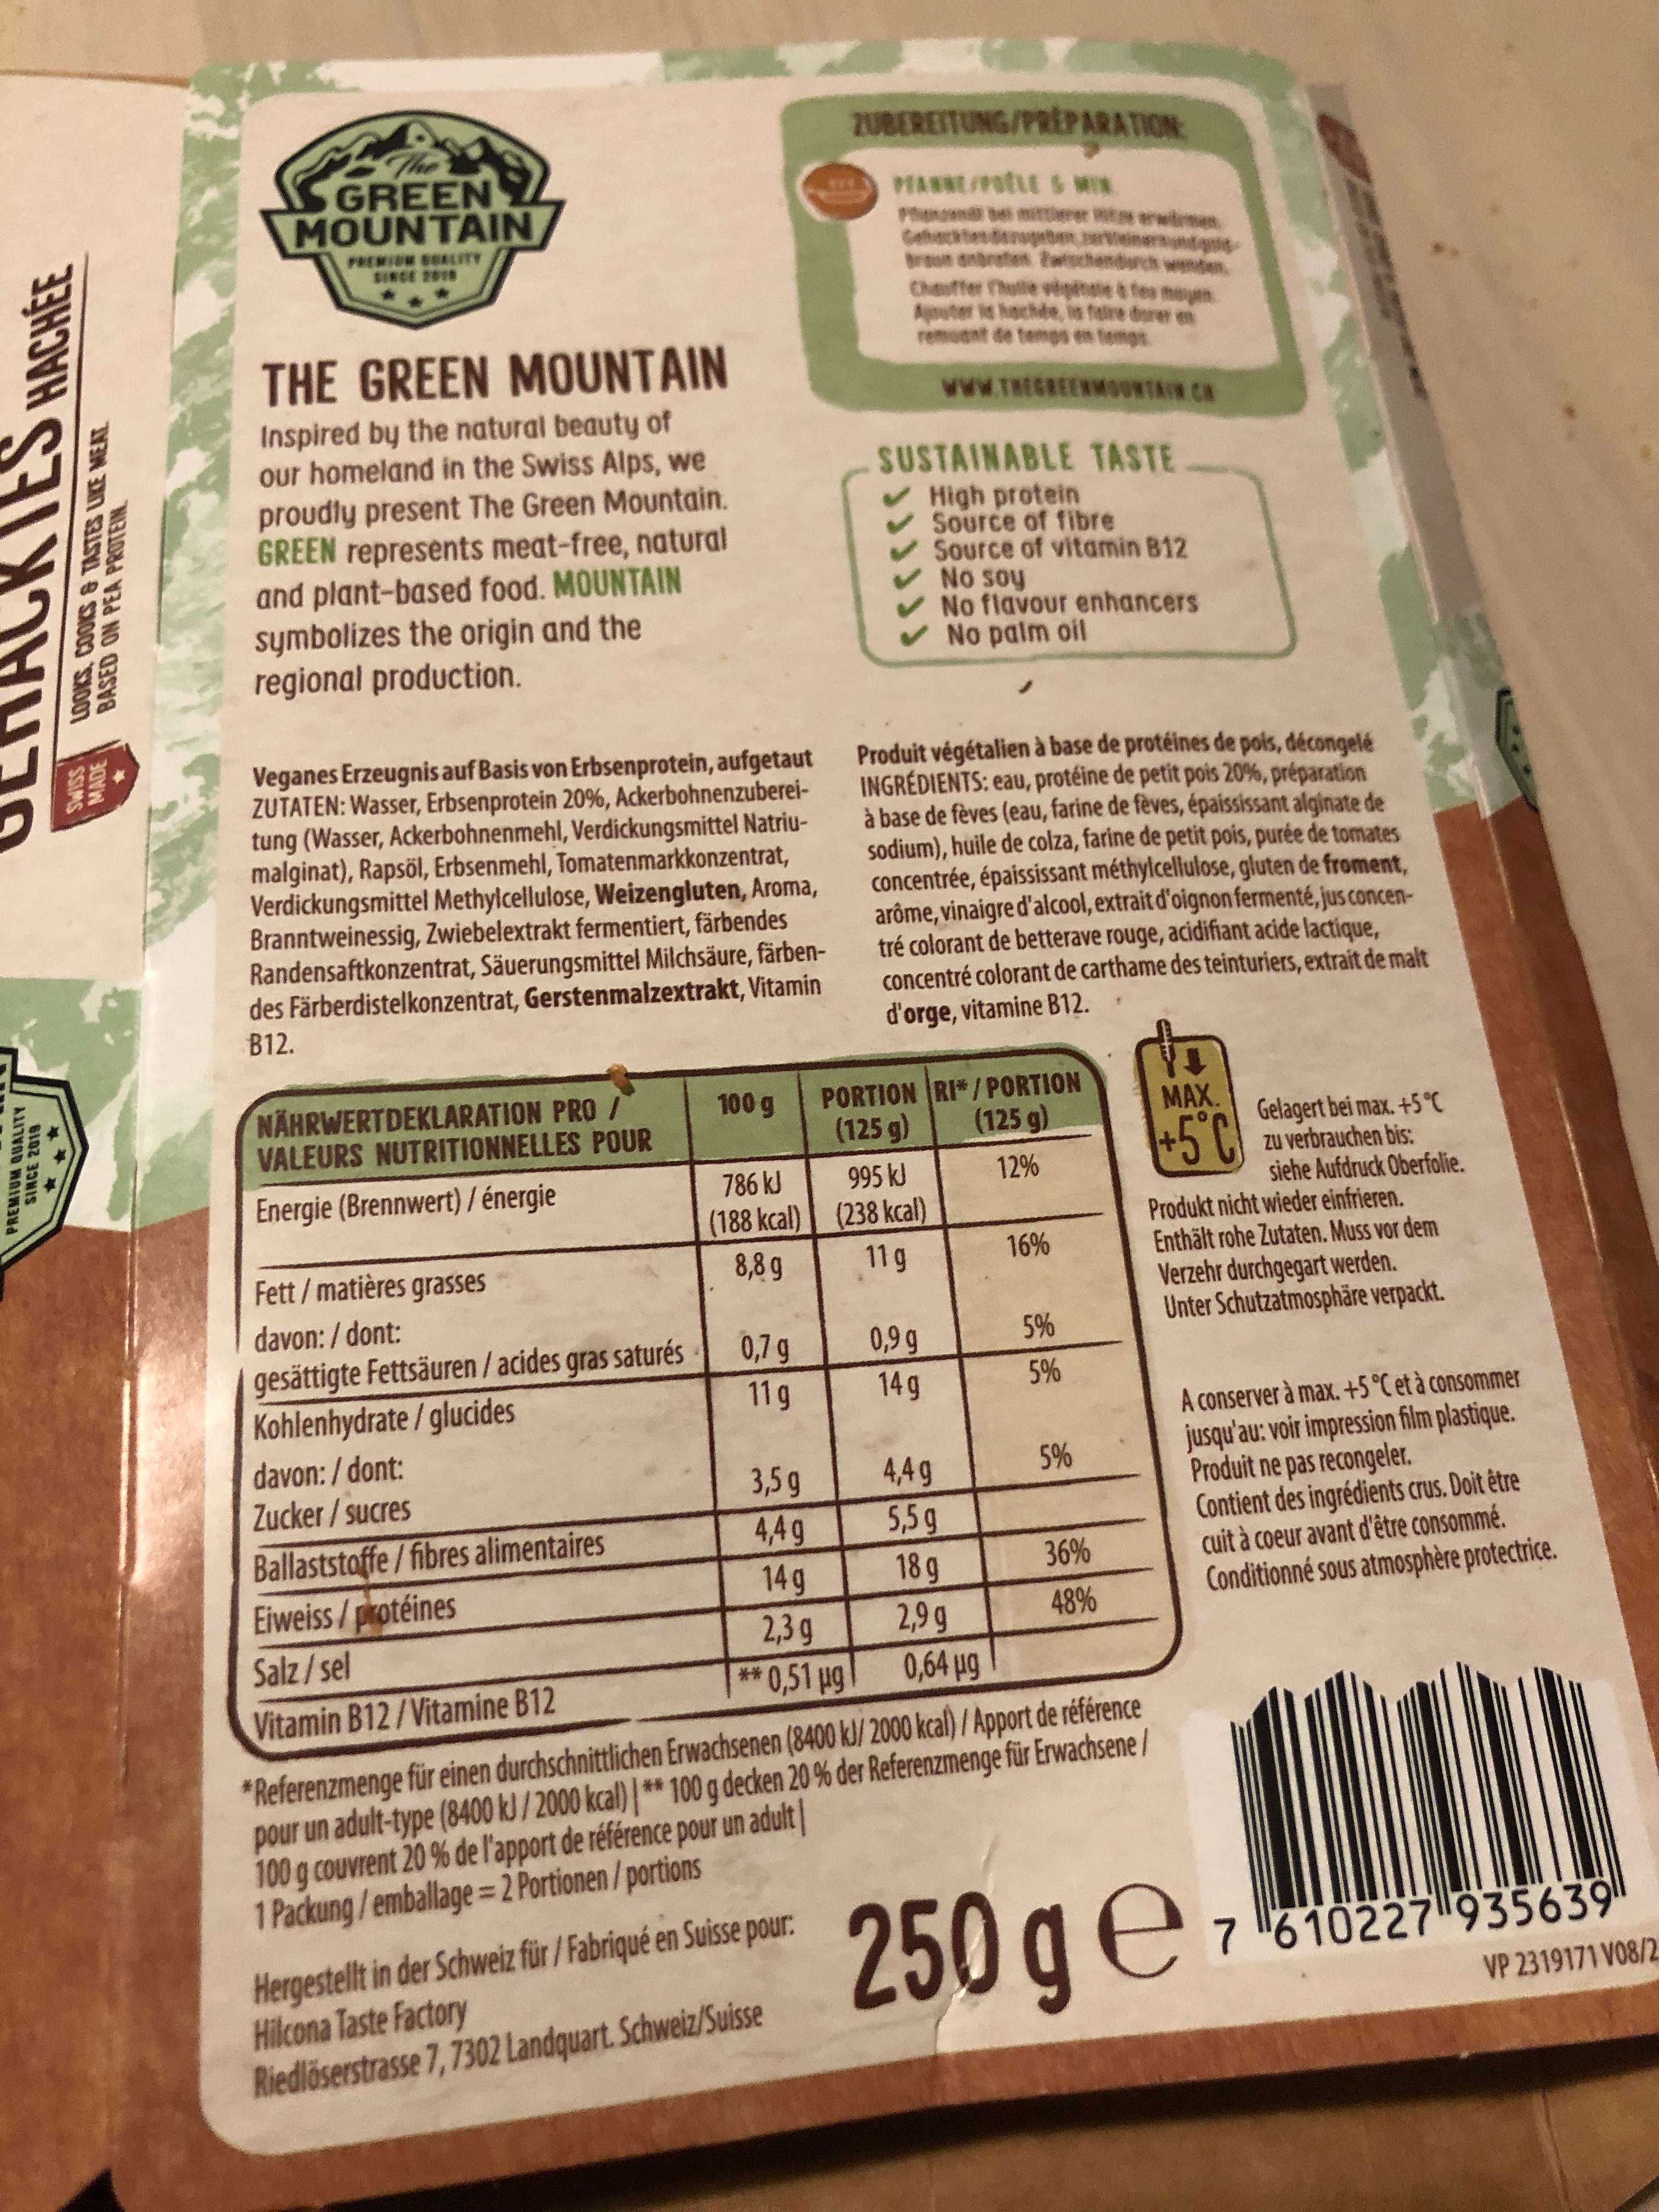 GEHACKTES HACHÉE
LOOKS, COOKS & TASTES LIKE MEAT.
BASED ON PEA PROTEIN.
SWISS
MADE
PREMIUM QUALITY
SINCE 2019
The
GREEN
MOUNTAIN
PREMIUM QUALITY
SINCE 2019
THE GREEN MOUNTAIN
Inspired by the natural beauty of
our homeland in the Swiss Alps, we
proudly present The Green Mountain.
GREEN represents meat-free, natural
and plant-based food. MOUNTAIN
symbolizes the origin and the
regional production.
ZUBEREITUNG/PRÉPARATION:
PFANNE/POÊLE 5 MIN.
Pflanzenöl bei mittlerer Hitze erwärmen.
Gehacktes dazugeben, zerkleinern und gold-
braun anbraten. Zwischendurch wenden.
Chauffer l'huile végétale à feu moyen.
Ajouter la hachée, la faire dorer en
remuant de temps en temps.
WWW.THEGREENMOUNTAIN.CH
SUSTAINABLE TASTE
✓ High protein
✓ Source of fibre
✓ Source of vitamin B12
✓ No soy
✓ No flavour enhancers
✓ No palm oil
Veganes Erzeugnis auf Basis von Erbsenprotein, aufgetaut
ZUTATEN: Wasser, Erbsenprotein 20%, Ackerbohnenzuberei-
tung (Wasser, Ackerbohnenmehl, Verdickungsmittel Natriu-
malginat), Rapsöl, Erbsenmehl, Tomatenmarkkonzentrat,
Verdickungsmittel Methylcellulose, Weizengluten, Aroma,
Branntweinessig, Zwiebelextrakt fermentiert, färbendes
Randensaftkonzentrat, Säuerungsmittel Milchsäure, färben-
des Färberdistelkonzentrat, Gerstenmalzextrakt, Vitamin
B12.
Produit végétalien à base de protéines de pois, décongelé
INGRÉDIENTS: eau, protéine de petit pois 20%, préparation
à base de fèves (eau, farine de fèves, épaississant alginate de
sodium), huile de colza, farine de petit pois, purée de tomates
concentrée, épaississant méthylcellulose, gluten de froment,
arôme, vinaigre d'alcool, extrait d'oignon fermenté, jus concen-
tré colorant de betterave rouge, acidifiant acide lactique,
concentré colorant de carthame des teinturiers, extrait de malt
d'orge, vitamine B12.
NÄHRWERTDEKLARATION PRO / VALEURS NUTRITIONNELLES POUR 100 g PORTION (125 g) RI* / PORTION (125 g)
Energie (Brennwert) / énergie 786 kJ (188 kcal) 995 kJ (238 kcal) 12%
Fett / matières grasses 8,8 g 11 g 16%
davon: / dont:
gesättigte Fettsäuren / acides gras saturés 0,7 g 0,9 g 5%
Kohlenhydrate / glucides 11 g 14 g 5%
davon: / dont:
Zucker / sucres 3,5 g 4,4 g 5%
Ballaststoffe / fibres alimentaires 4,4 g 5,5 g
Eiweiss / protéines 14 g 18 g 36%
Salz / sel 2,3 g 2,9 g 48%
Vitamin B12 / Vitamine B12 ** 0,51 µg 0,64 µg
*Referenzmenge für einen durchschnittlichen Erwachsenen (8400 kJ/ 2000 kcal) / Apport de référence
pour un adult-type (8400 kJ / 2000 kcal) | ** 100 g decken 20 % der Referenzmenge für Erwachsene /
100 g couvrent 20 % de l'apport de référence pour un adult |
1 Packung / emballage = 2 Portionen / portions
MAX.
+5°C
Gelagert bei max. +5 °C
zu verbrauchen bis:
siehe Aufdruck Oberfolie.
Produkt nicht wieder einfrieren.
Enthält rohe Zutaten. Muss vor dem
Verzehr durchgegart werden.
Unter Schutzatmosphäre verpackt.
A conserver à max. +5 °C et à consommer
jusqu'au: voir impression film plastique.
Produit ne pas recongeler.
Contient des ingrédients crus. Doit être
cuit à coeur avant d'être consommé.
Conditionné sous atmosphère protectrice.
Hergestellt in der Schweiz für / Fabriqué en Suisse pour:
Hilcona Taste Factory
Riedlöserstrasse 7, 7302 Landquart. Schweiz/Suisse
250 g e
7 610227 935639
VP 2319171 V08/2